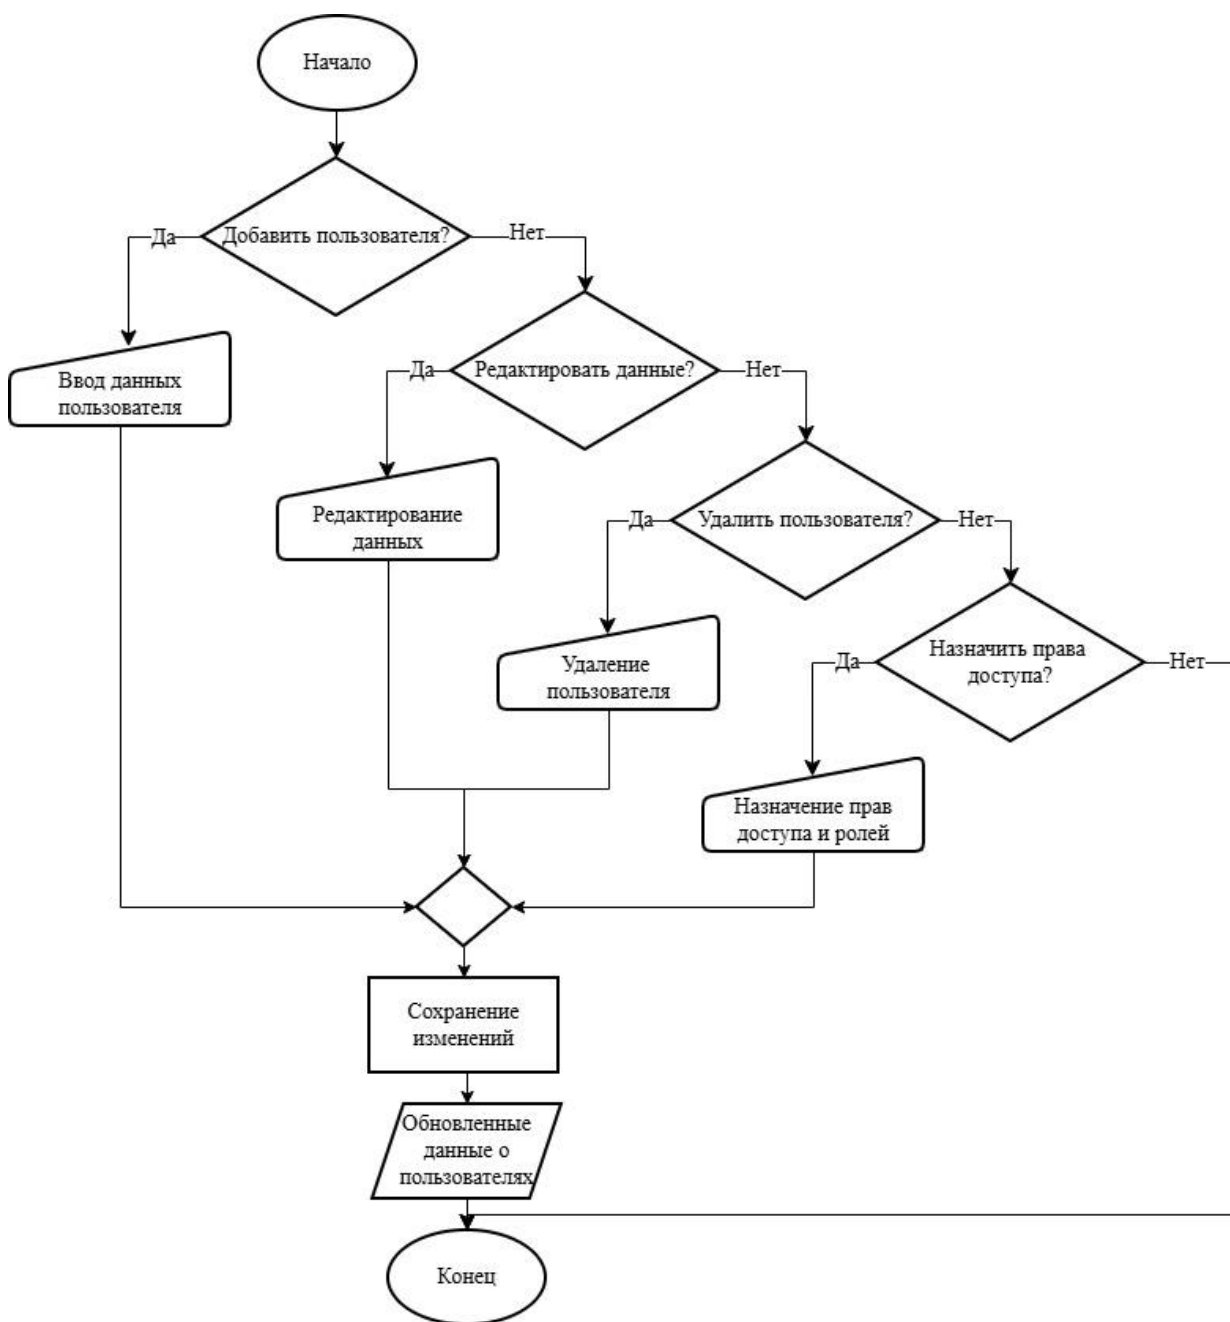 Начало
Добавить пользователя?
Да
Нет
Ввод данных
пользователя
Редактировать данные?
Да
Нет
Редактирование
данных
Удалить пользователя?
Да
Нет
Удаление
пользователя
Назначить права
доступа?
Да
Нет
Назначение прав
доступа и ролей
Сохранение
изменений
Обновленные
данные о
пользователях
Конец